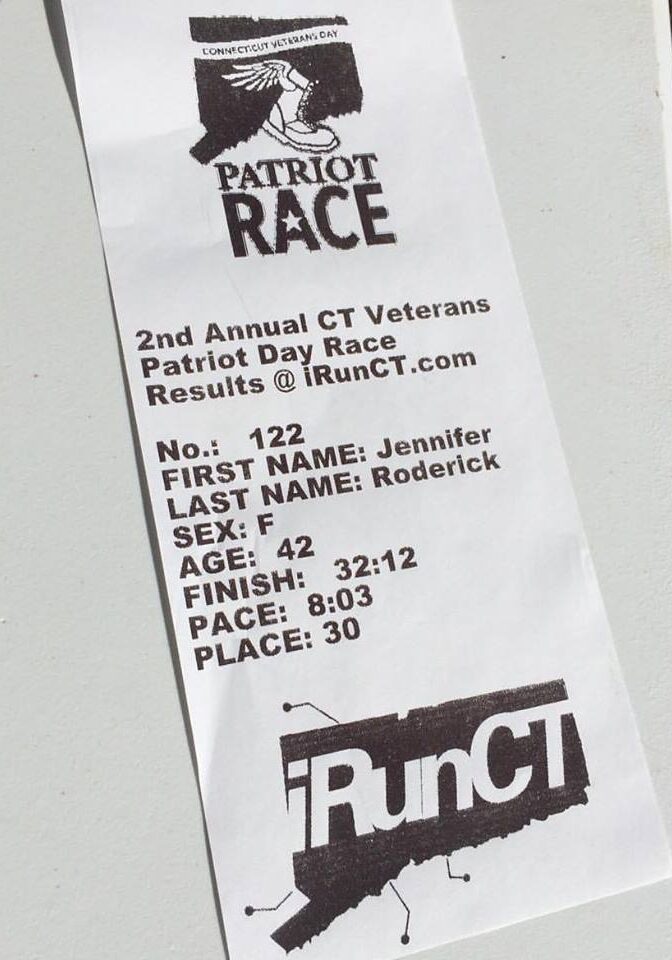 CONNECTICUT VETERANS DAY
PATRIOT
RACE
2nd Annual CT Veterans
Patriot Day Race
Results @ iRunCT.com
No.: 122
FIRST NAME: Jennifer
LAST NAME: Roderick
SEX: F
AGE: 42
FINISH: 32:12
PACE: 8:03
PLACE: 30
iRunCT